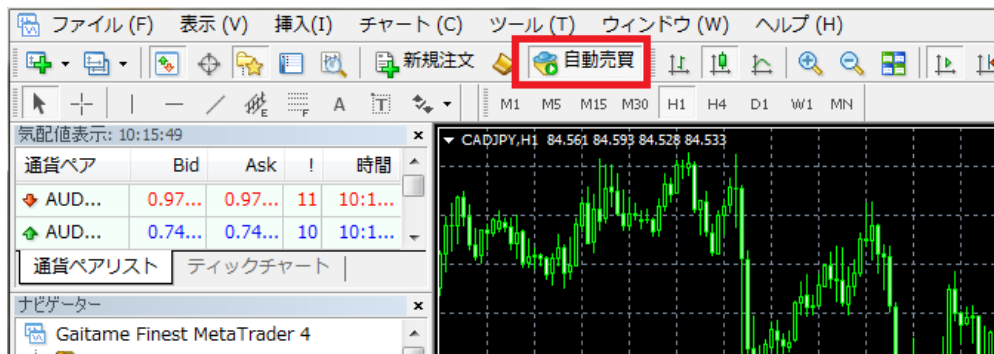 ファイル (F) 表示 (V) 挿入(I) チャート (C) ツール (T) ウィンドウ (W) ヘルプ (H)
新規注文 自動売買
A T M1 M5 M15 M30 H1 H4 D1 W1 MN
気配値表示: 10:15:49
CADJPY,H1 84.561 84.593 84.528 84.533
通貨ペア Bid Ask ! 時間
AUD... 0.97... 0.97... 11 10:1...
AUD... 0.74... 0.74... 10 10:1...
通貨ペアリスト ティックチャート
ナビゲーター
Gaitame Finest MetaTrader 4